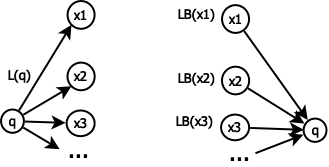 x1
LB(x1)
x1
L(q)
x2
LB(x2)
x2
q
x3
LB(x3)
x3
q
...
...